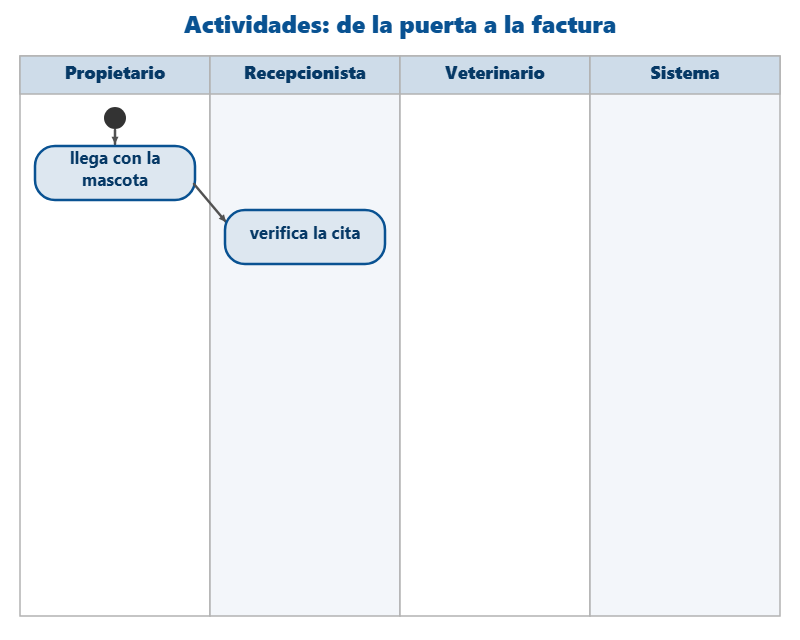 Actividades: de la puerta a la factura
Propietario
Recepcionista
Veterinario
Sistema
llega con la
mascota
verifica la cita